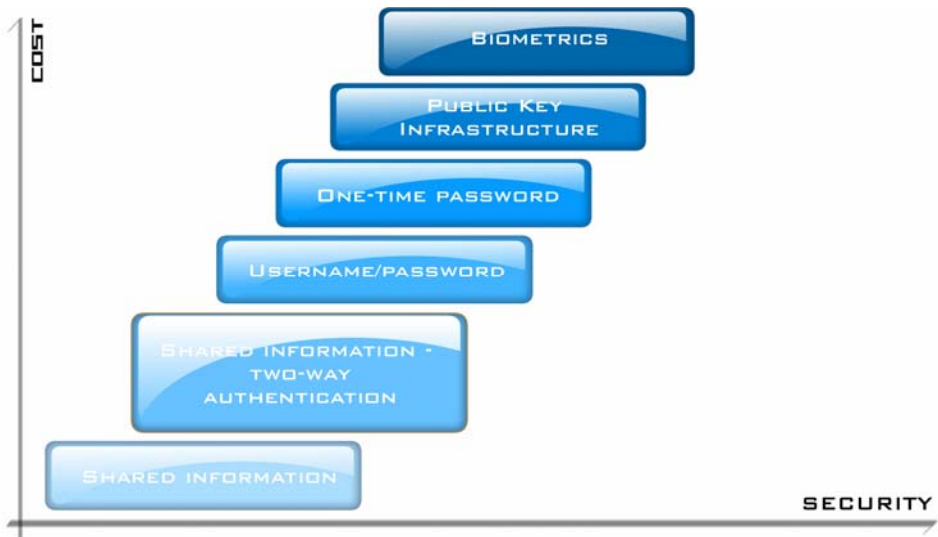 COST
BIOMETRICS
PUBLIC KEY
INFRASTRUCTURE
ONE-TIME PASSWORD
USERNAME/PASSWORD
SHARED INFORMATION -
TWO-WAY
AUTHENTICATION
SHARED INFORMATION
SECURITY